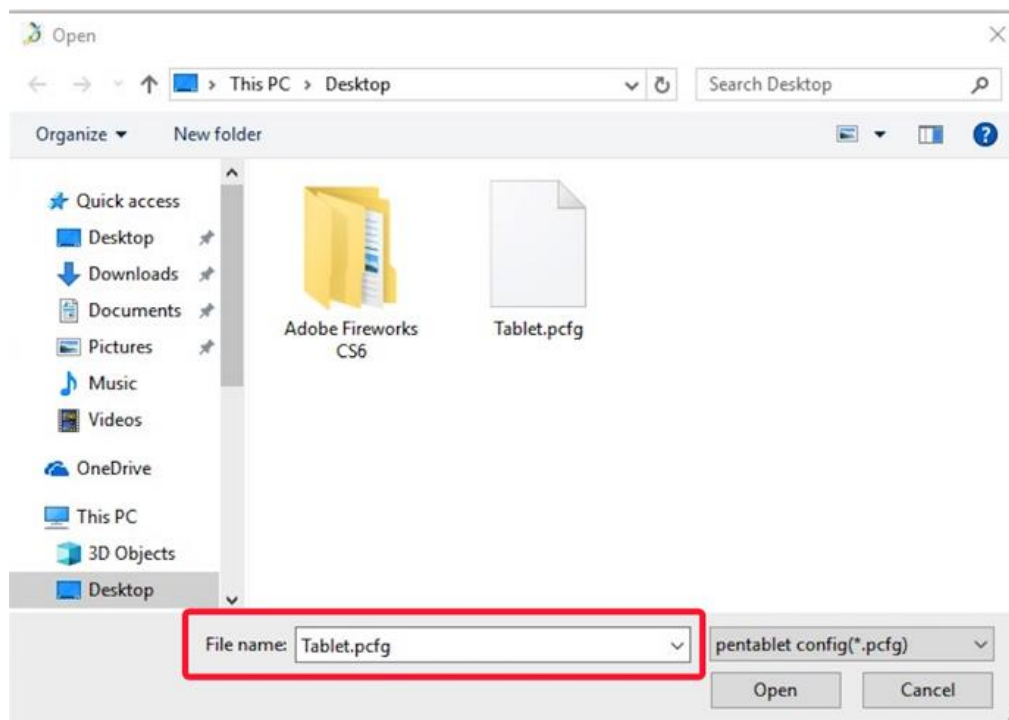 Open
This PC > Desktop
Search Desktop
Organize
New folder
Quick access
Desktop
Downloads
Documents
Pictures
Music
Videos
OneDrive
This PC
3D Objects
Desktop
Adobe Fireworks
CS6
Tablet.pcfg
File name: Tablet.pcfg
pentablet config(*.pcfg)
Open
Cancel